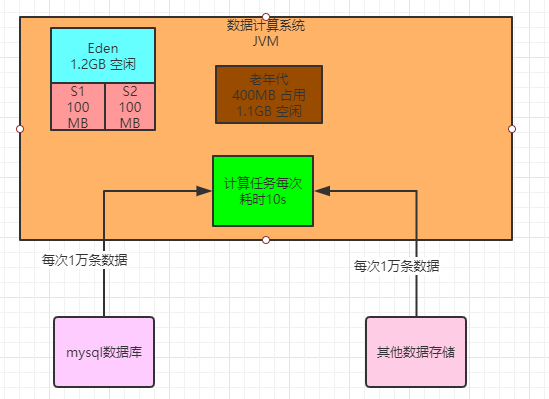 数据计算系统
JVM
Eden
1.2GB 空闲
S1
100
MB
S2
100
MB
老年代
400MB 占用
1.1GB 空闲
计算任务每次
耗时10s
每次1万条数据
每次1万条数据
mysql数据库
其他数据存储